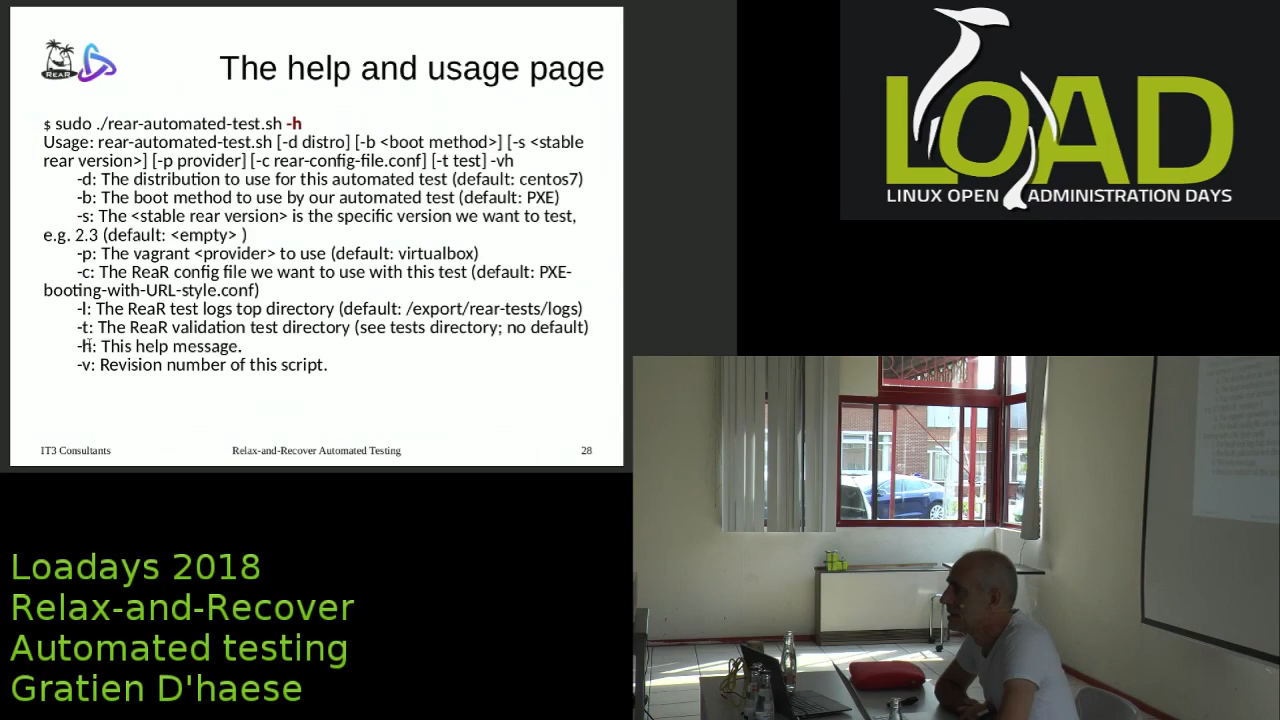 ReaR
The help and usage page
$ sudo ./rear-automated-test.sh -h
Usage: rear-automated-test.sh [-d distro] [-b <boot method>] [-s <stable
rear version>] [-p provider] [-c rear-config-file.conf] [-t test] -vh
-d: The distribution to use for this automated test (default: centos7)
-b: The boot method to use by our automated test (default: PXE)
-s: The <stable rear version> is the specific version we want to test,
e.g. 2.3 (default: <empty> )
-p: The vagrant <provider> to use (default: virtualbox)
-c: The ReaR config file we want to use with this test (default: PXE-
booting-with-URL-style.conf)
-l: The ReaR test logs top directory (default: /export/rear-tests/logs)
-t: The ReaR validation test directory (see tests directory; no default)
-h: This help message.
-v: Revision number of this script.
IT3 Consultants
Relax-and-Recover Automated Testing
28
LOAD
LINUX OPEN ADMINISTRATION DAYS
Loadays 2018
Relax-and-Recover
Automated testing
Gratien D'haese